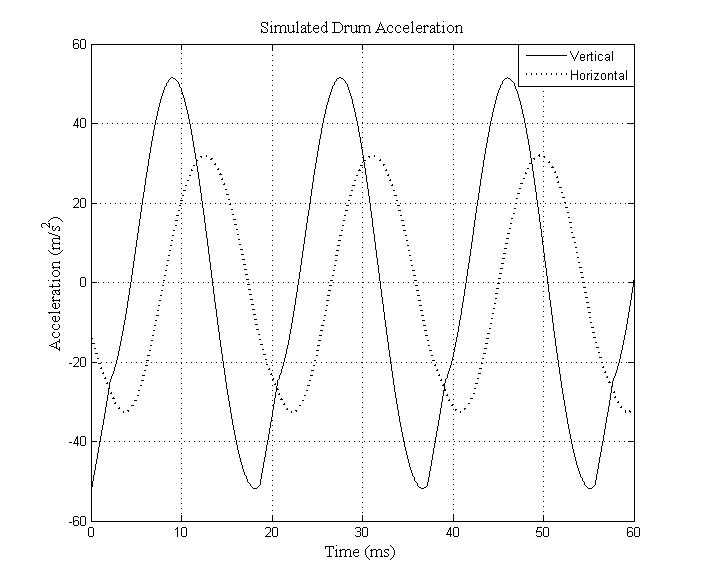 Simulated Drum Acceleration
Vertical
Horizontal
60
40
20
0
-20
-40
-60
Acceleration (m/s²)
0 10 20 30 40 50 60
Time (ms)